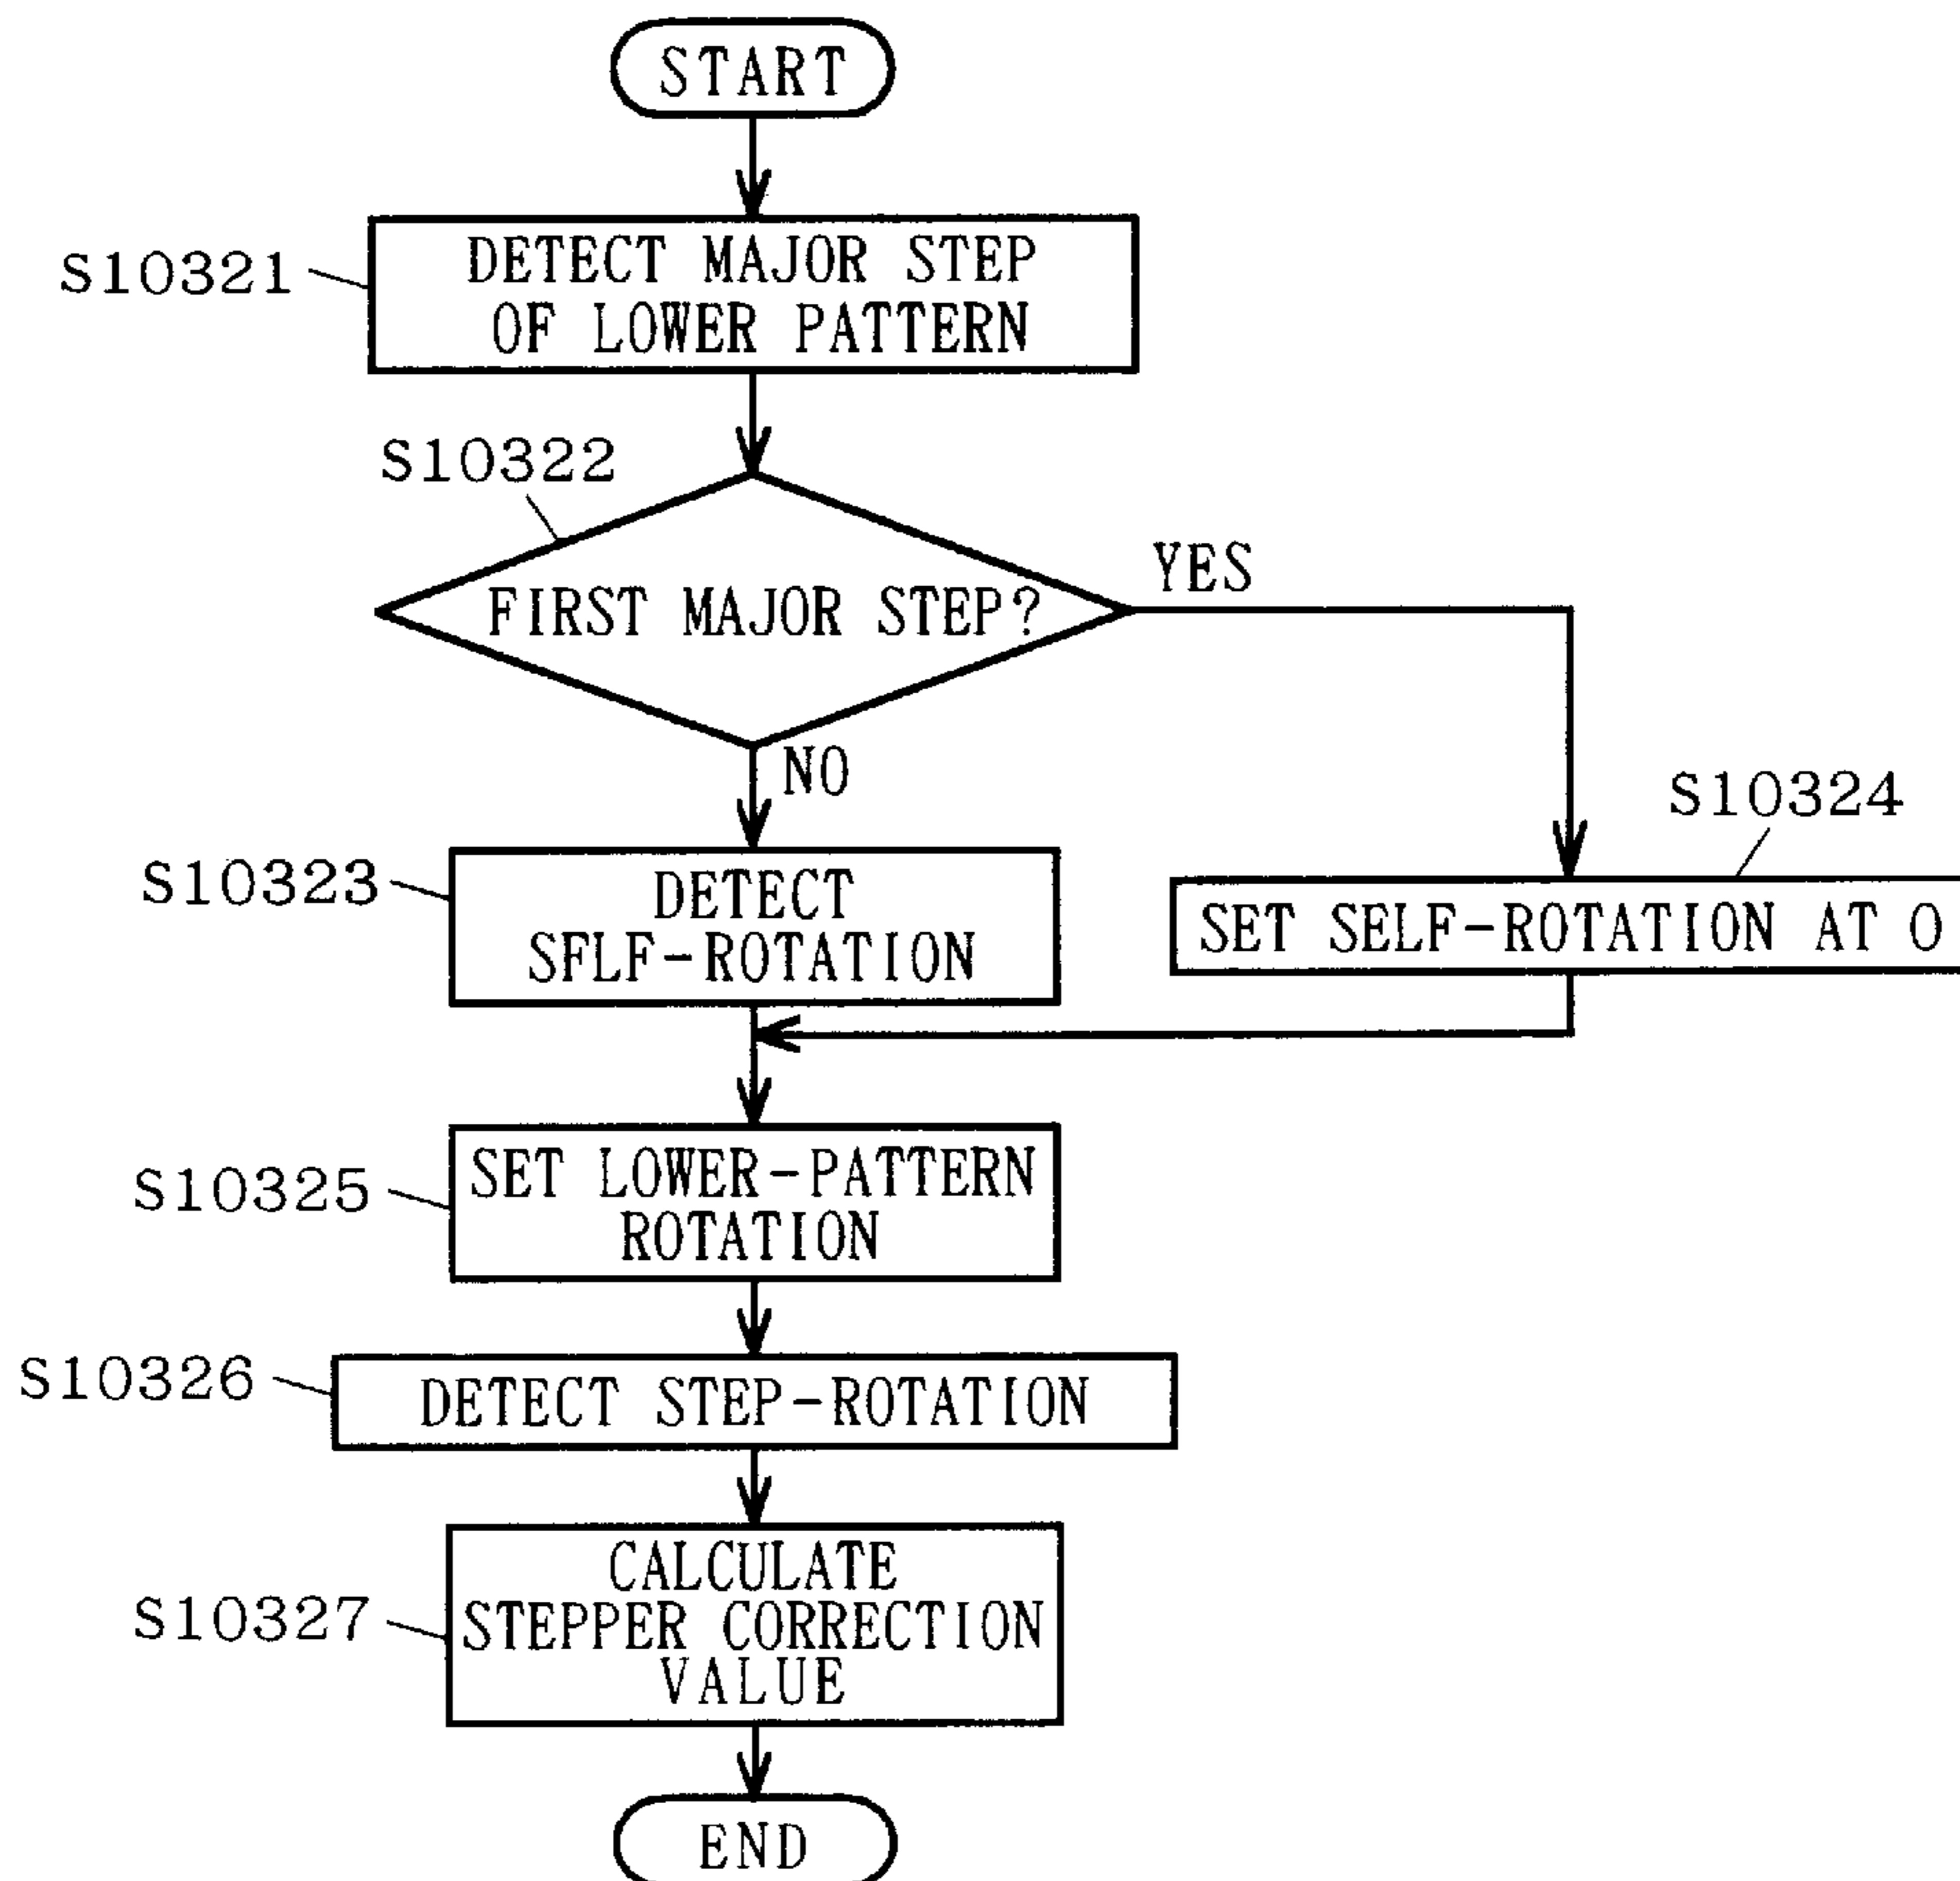 START
S10321
DETECT MAJOR STEP
OF LOWER PATTERN
S10322
FIRST MAJOR STEP?
YES
NO
S10323
DETECT
SFLF-ROTATION
S10324
SET SELF-ROTATION AT 0
S10325
SET LOWER-PATTERN
ROTATION
S10326
DETECT STEP-ROTATION
S10327
CALCULATE
STEPPER CORRECTION
VALUE
END